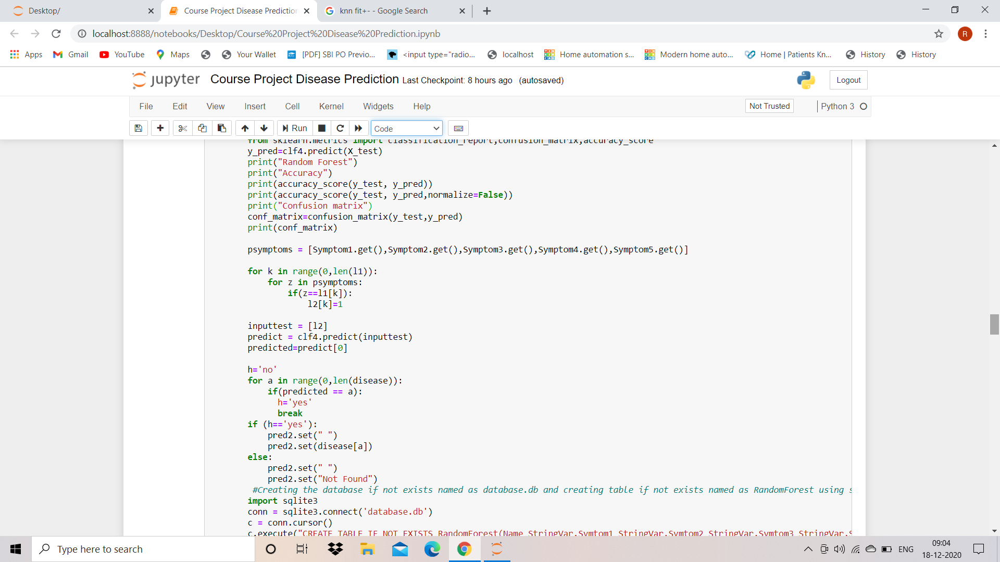 Desktop/
Course Project Disease Prediction
knn fit+- - Google Search
localhost:8888/notebooks/Desktop/Course%20Project%20Disease%20Prediction.ipynb
R
Apps
Gmail
YouTube
Maps
Your Wallet
[PDF] SBI PO Previo...
<input type="radio...
localhost
Home automation s...
Modern home auto...
Home | Patients Kn...
History
History
jupyter
Course Project Disease Prediction Last Checkpoint: 8 hours ago (autosaved)
Logout
File Edit View Insert Cell Kernel Widgets Help
Not Trusted
Python 3
Run
Code
from sklearn.metrics import classification_report,confusion_matrix,accuracy_score
y_pred=clf4.predict(X_test)
print("Random Forest")
print("Accuracy")
print(accuracy_score(y_test, y_pred))
print(accuracy_score(y_test, y_pred,normalize=False))
print("Confusion matrix")
conf_matrix=confusion_matrix(y_test,y_pred)
print(conf_matrix)
psymptoms = [Symptom1.get(),Symptom2.get(),Symptom3.get(),Symptom4.get(),Symptom5.get()]
for k in range(0,len(l1)):
for z in psymptoms:
if(z==l1[k]):
l2[k]=1
inputtest = [l2]
predict = clf4.predict(inputtest)
predicted=predict[0]
h='no'
for a in range(0,len(disease)):
if(predicted == a):
h='yes'
break
if (h=='yes'):
pred2.set(" ")
pred2.set(disease[a])
else:
pred2.set(" ")
pred2.set("Not Found")
#Creating the database if not exists named as database.db and creating table if not exists named as RandomForest using s
import sqlite3
conn = sqlite3.connect('database.db')
c = conn.cursor()
c.execute("CREATE TABLE IF NOT EXISTS RandomForest(Name StringVar,Symtom1 StringVar,Symtom2 StringVar,Symtom3 StringVar,S
Type here to search
ENG
09:04
18-12-2020